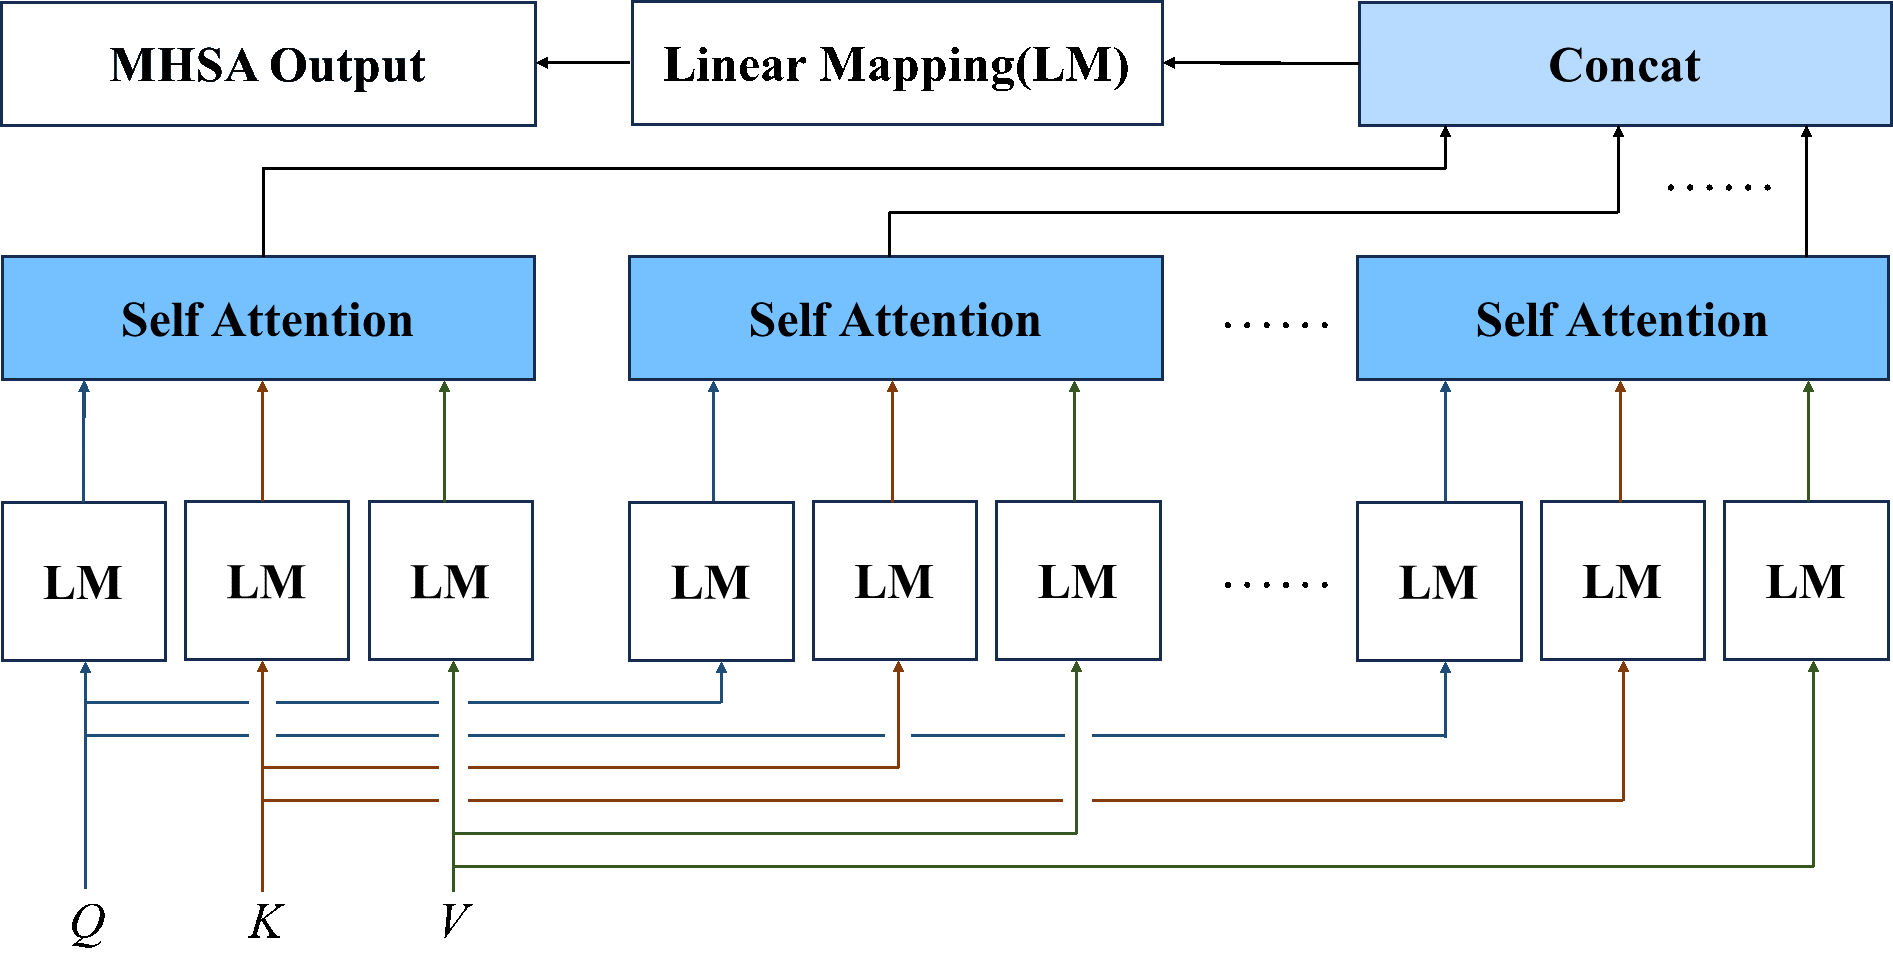 MHSA Output
Linear Mapping(LM)
Concat
......
Self Attention
Self Attention
......
Self Attention
LM
LM
LM
LM
LM
LM
......
LM
LM
LM
Q
K
V